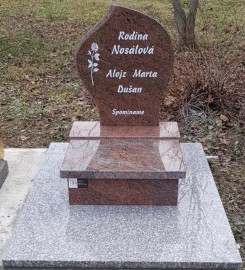 Rodina
Nosálová
Alojz Marta
Dušan
Spomíname